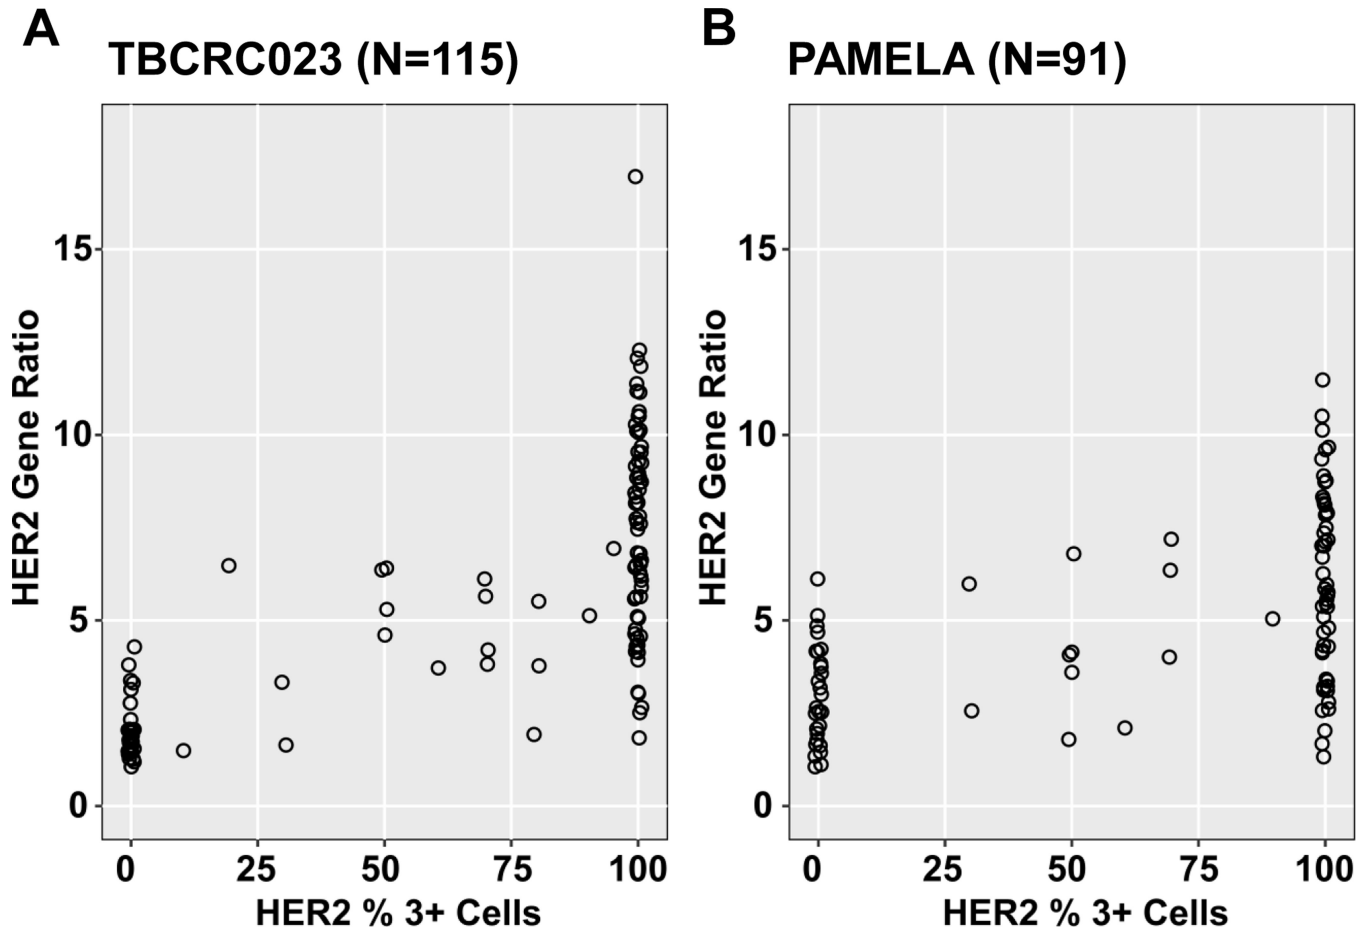 A
TBCRC023 (N=115)
HER2 Gene Ratio
15
10
5
0
0 25 50 75 100
HER2 % 3+ Cells
B
PAMELA (N=91)
HER2 Gene Ratio
15
10
5
0
0 25 50 75 100
HER2 % 3+ Cells